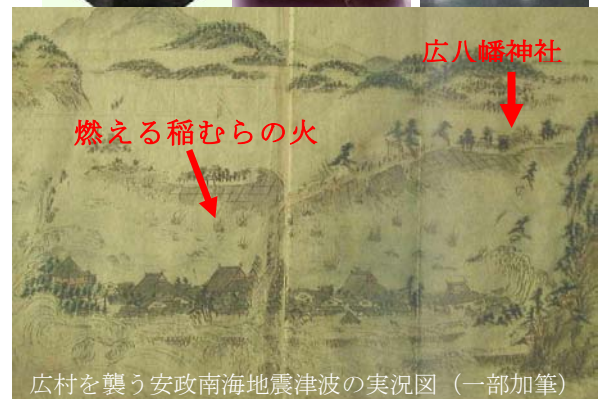 広八幡神社
燃える稲むらの火
広村を襲う安政南海地震津波の実況図（一部加筆）